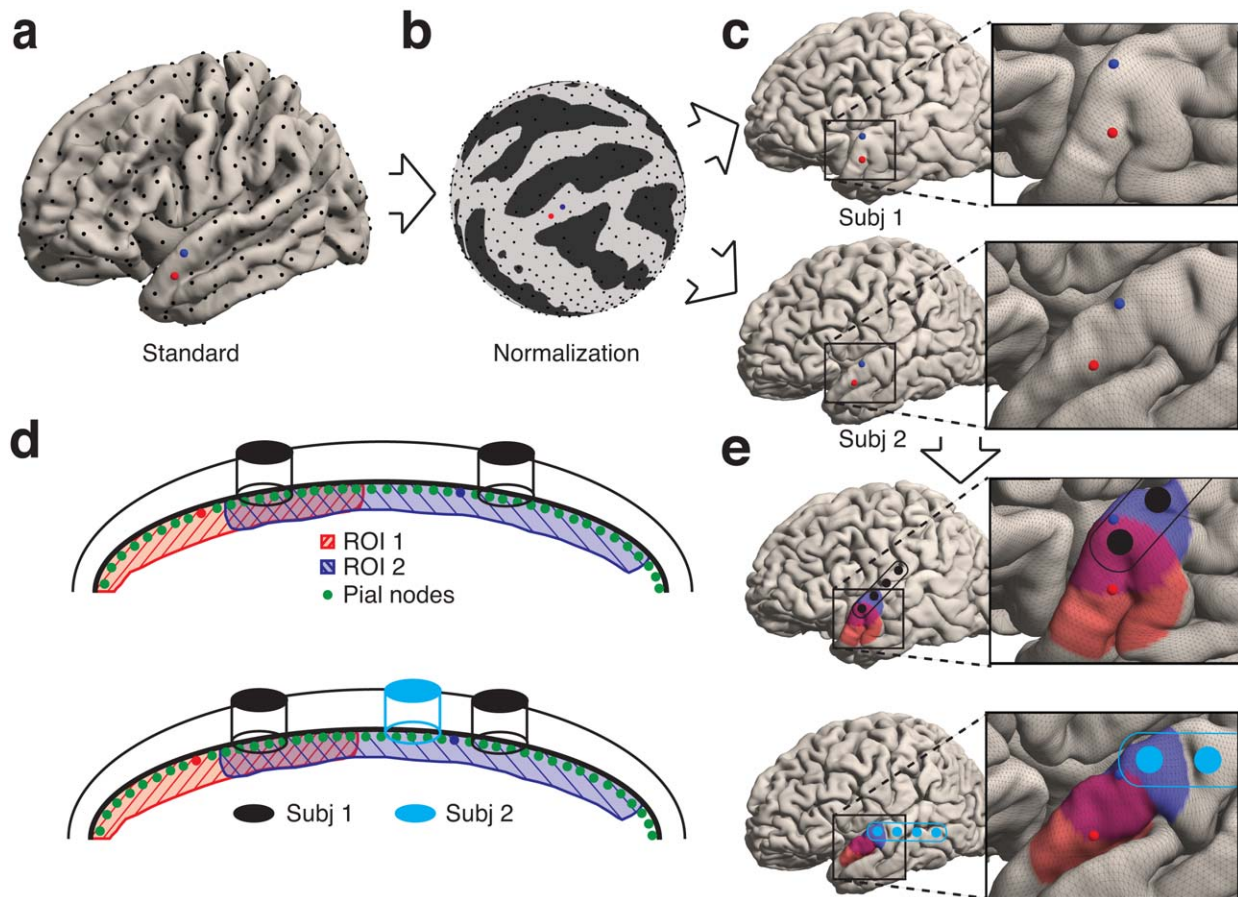 a
b
c
Standard
Normalization
Subj 1
Subj 2
d
ROI 1
ROI 2
Pial nodes
Subj 1
Subj 2
e